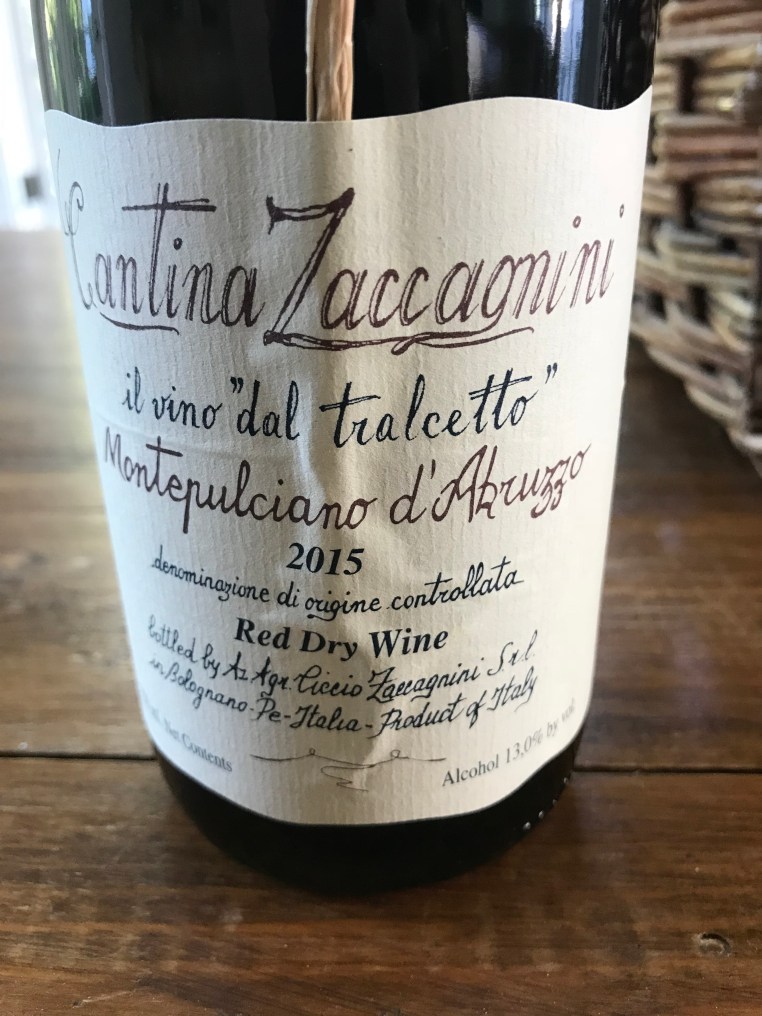 Cantina Zaccagnini
il vino "dal tralcetto"
Montepulciano d'Abruzzo
2015
denominazione di origine controllata
Red Dry Wine
bottled by Az. Agr. Ciccio Zaccagnini S.r.l.
in Bolognano-Pe-Italia-Product of Italy
Net Contents
Alcohol 13,0% by vol.